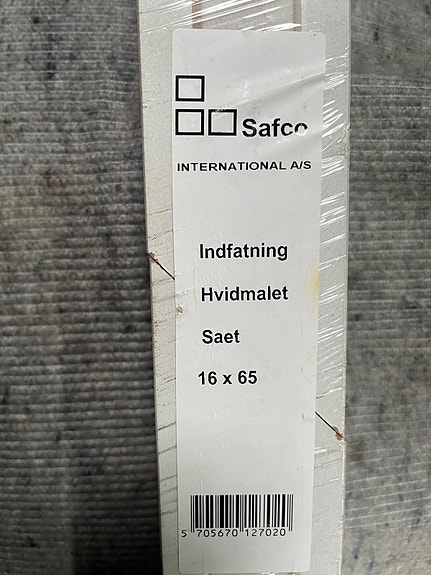 Safco
INTERNATIONAL A/S
Indfatning
Hvidmalet
Saet
16 x 65
5 705670 127020